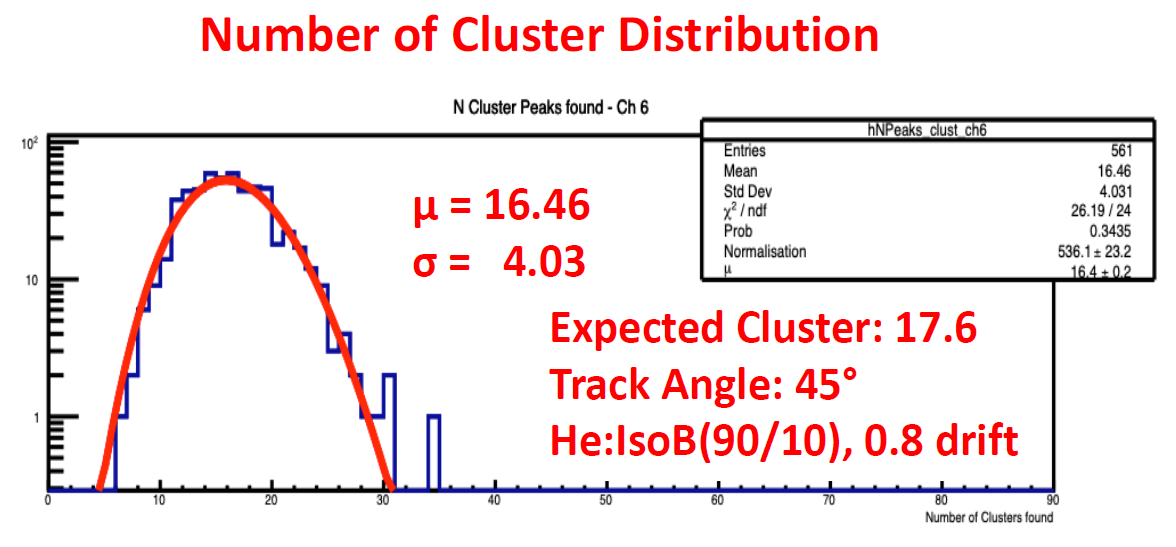 Number of Cluster Distribution
N Cluster Peaks found - Ch 6
hNPeaks_clust_ch6
Entries 561
Mean 16.46
Std Dev 4.031
χ² / ndf 26.19 / 24
Prob 0.3435
Normalisation 536.1 ± 23.2
μ 16.4 ± 0.2
μ = 16.46
σ = 4.03
Expected Cluster: 17.6
Track Angle: 45°
He:IsoB(90/10), 0.8 drift
10²
10
1
0 10 20 30 40 50 60 70 80 90
Number of Clusters found